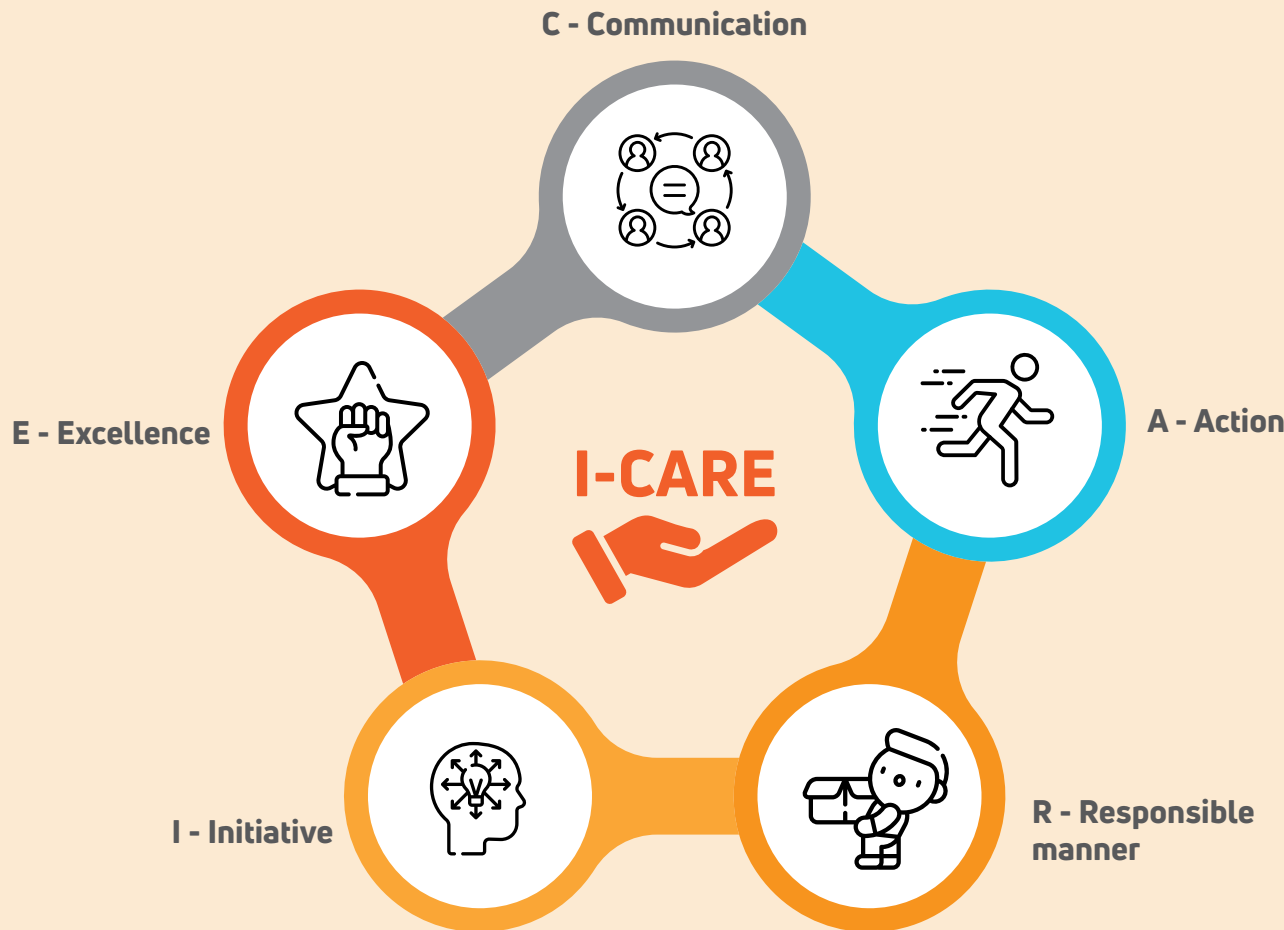 C - Communication
E - Excellence
A - Action
I-CARE
I - Initiative
R - Responsible
manner